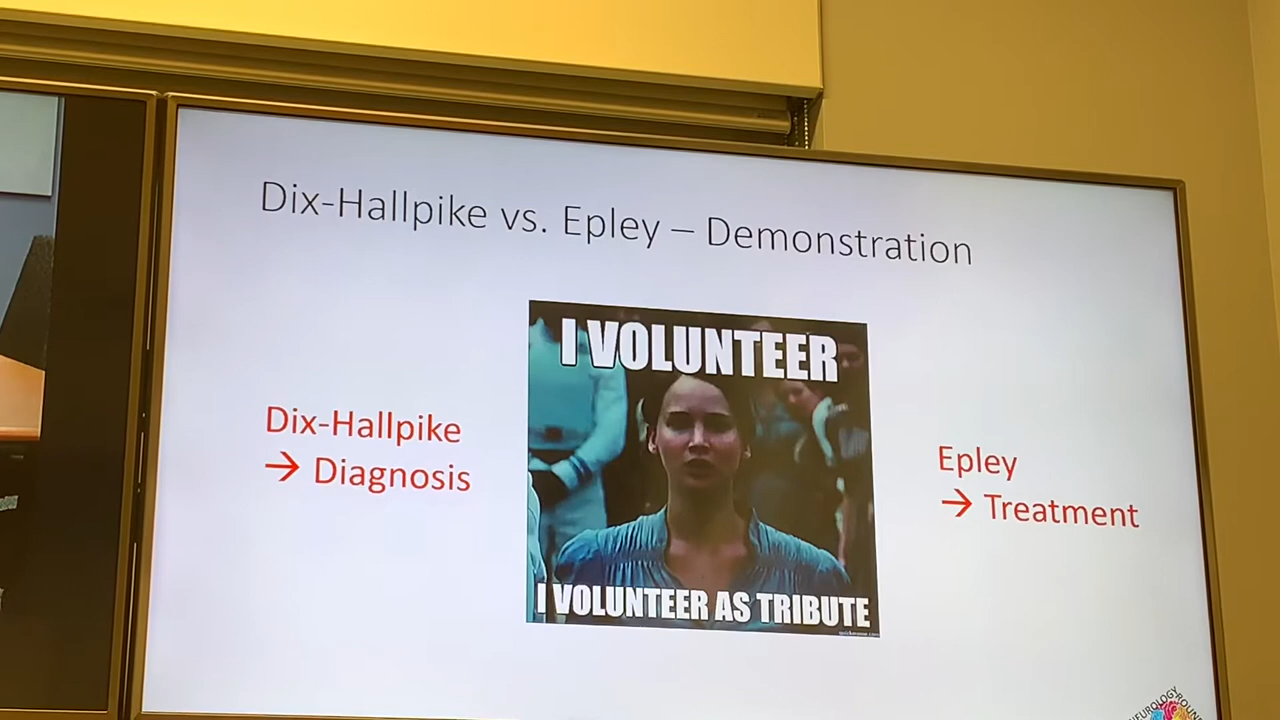 Dix-Hallpike vs. Epley – Demonstration
I VOLUNTEER
Dix-Hallpike
→ Diagnosis
Epley
→ Treatment
I VOLUNTEER AS TRIBUTE